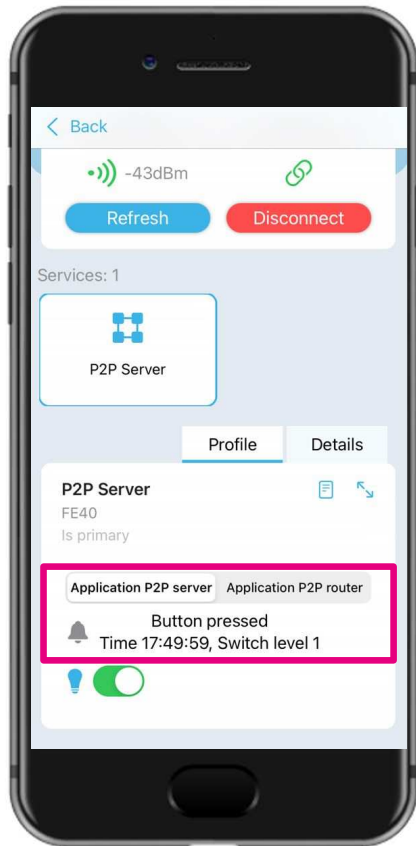 Back
-43dBm
Refresh Disconnect
Services: 1
P2P Server
Profile Details
P2P Server
FE40
Is primary
Application P2P server Application P2P router
Button pressed
Time 17:49:59, Switch level 1